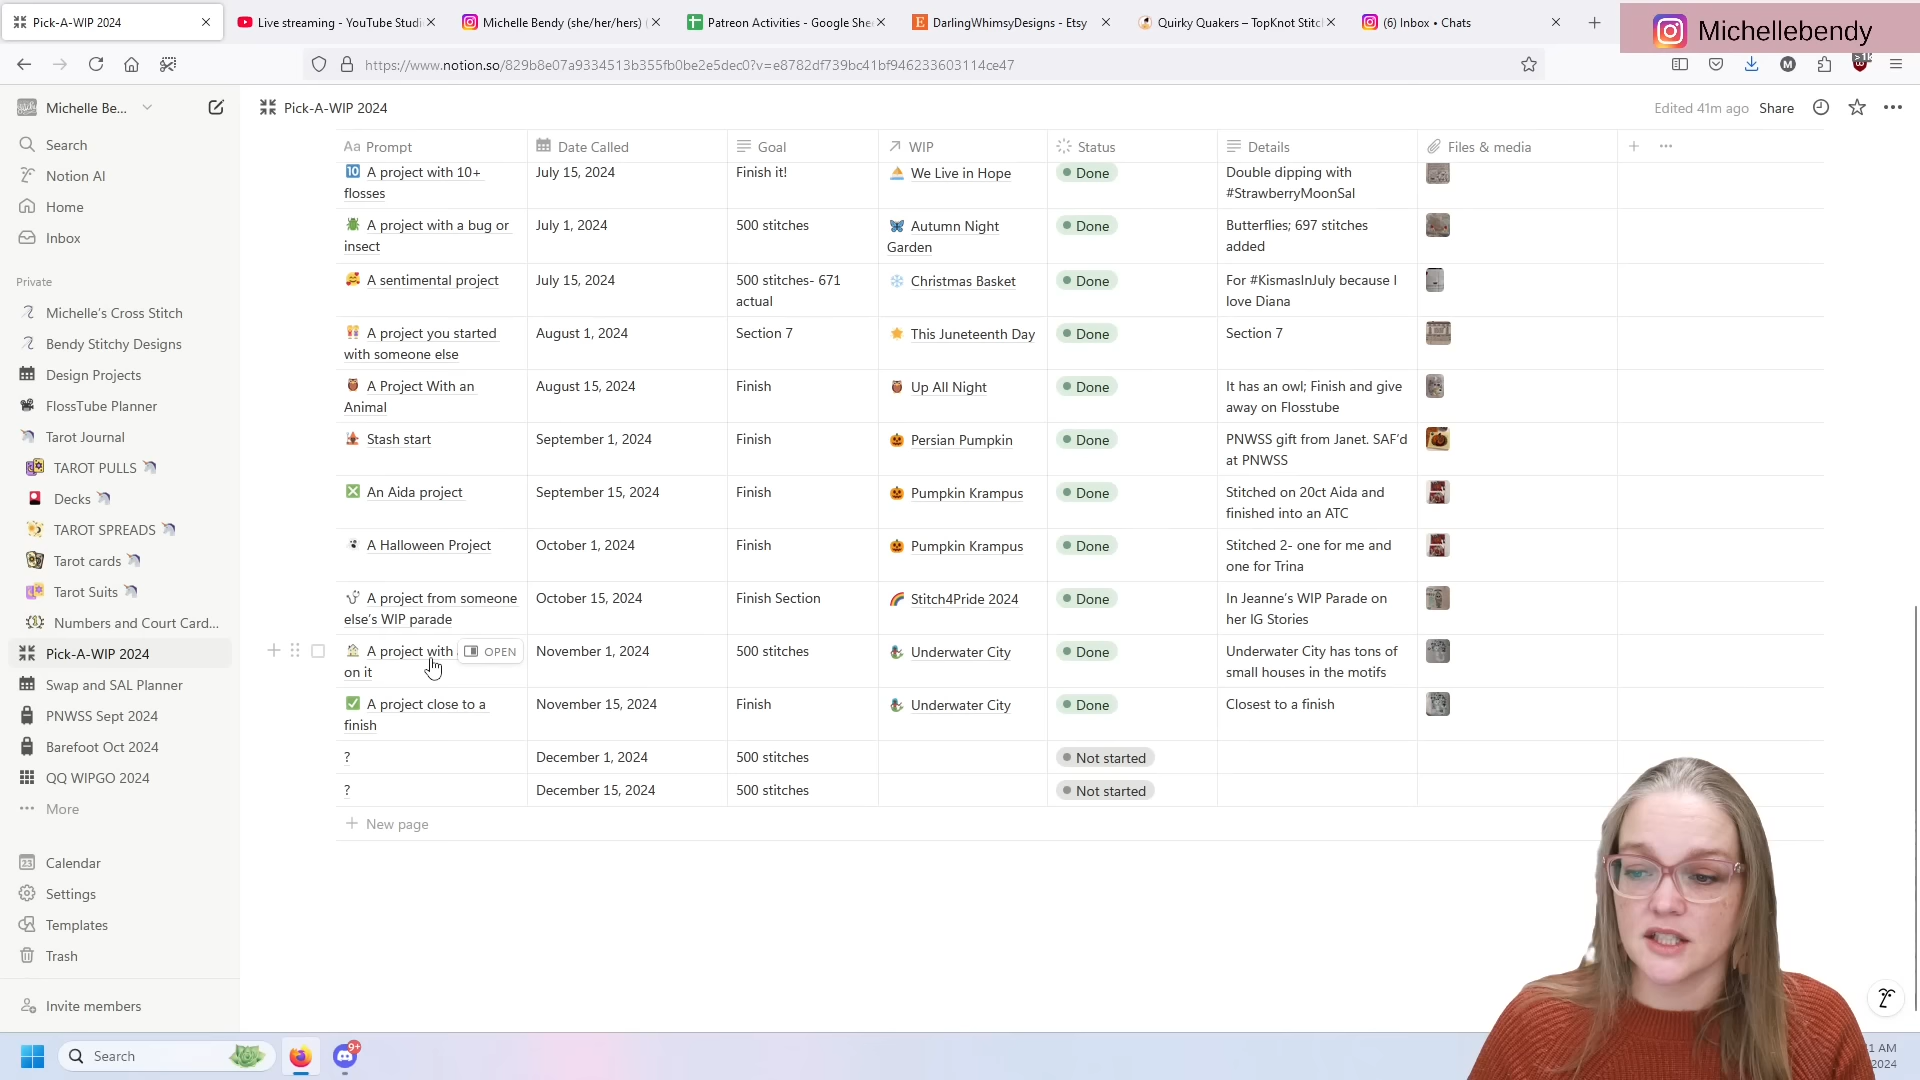 Pick-A-WIP 2024
Live streaming - YouTube Studi
Michelle Bendy (she/her/hers) (
Patreon Activities - Google She
DarlingWhimsyDesigns - Etsy
Quirky Quakers – TopKnot Stitc
(6) Inbox • Chats
Michellebendy
https://www.notion.so/829b8e07a9334513b355fb0be2e5dec0?v=e8782df739bc41bf946233603114ce47
Michelle Be...
Pick-A-WIP 2024
Edited 41m ago
Share
Search
Notion AI
Home
Inbox
Private
Michelle's Cross Stitch
Bendy Stitchy Designs
Design Projects
FlossTube Planner
Tarot Journal
TAROT PULLS
Decks
TAROT SPREADS
Tarot cards
Tarot Suits
Numbers and Court Card...
Pick-A-WIP 2024
Swap and SAL Planner
PNWSS Sept 2024
Barefoot Oct 2024
QQ WIPGO 2024
More
Calendar
Settings
Templates
Trash
Invite members
Aa Prompt
Date Called
Goal
WIP
Status
Details
Files & media
A project with 10+
flosses
July 15, 2024
Finish it!
We Live in Hope
Done
Double dipping with
#StrawberryMoonSal
A project with a bug or
insect
July 1, 2024
500 stitches
Autumn Night
Garden
Done
Butterflies; 697 stitches
added
A sentimental project
July 15, 2024
500 stitches- 671
actual
Christmas Basket
Done
For #KismasInJuly because I
love Diana
A project you started
with someone else
August 1, 2024
Section 7
This Juneteenth Day
Done
Section 7
A Project With an
Animal
August 15, 2024
Finish
Up All Night
Done
It has an owl; Finish and give
away on Flosstube
Stash start
September 1, 2024
Finish
Persian Pumpkin
Done
PNWSS gift from Janet. SAF'd
at PNWSS
An Aida project
September 15, 2024
Finish
Pumpkin Krampus
Done
Stitched on 20ct Aida and
finished into an ATC
A Halloween Project
October 1, 2024
Finish
Pumpkin Krampus
Done
Stitched 2- one for me and
one for Trina
A project from someone
else's WIP parade
October 15, 2024
Finish Section
Stitch4Pride 2024
Done
In Jeanne's WIP Parade on
her IG Stories
A project with
on it
OPEN
November 1, 2024
500 stitches
Underwater City
Done
Underwater City has tons of
small houses in the motifs
A project close to a
finish
November 15, 2024
Finish
Underwater City
Done
Closest to a finish
?
December 1, 2024
500 stitches
Not started
?
December 15, 2024
500 stitches
Not started
New page
Search
9+
1 AM
2024